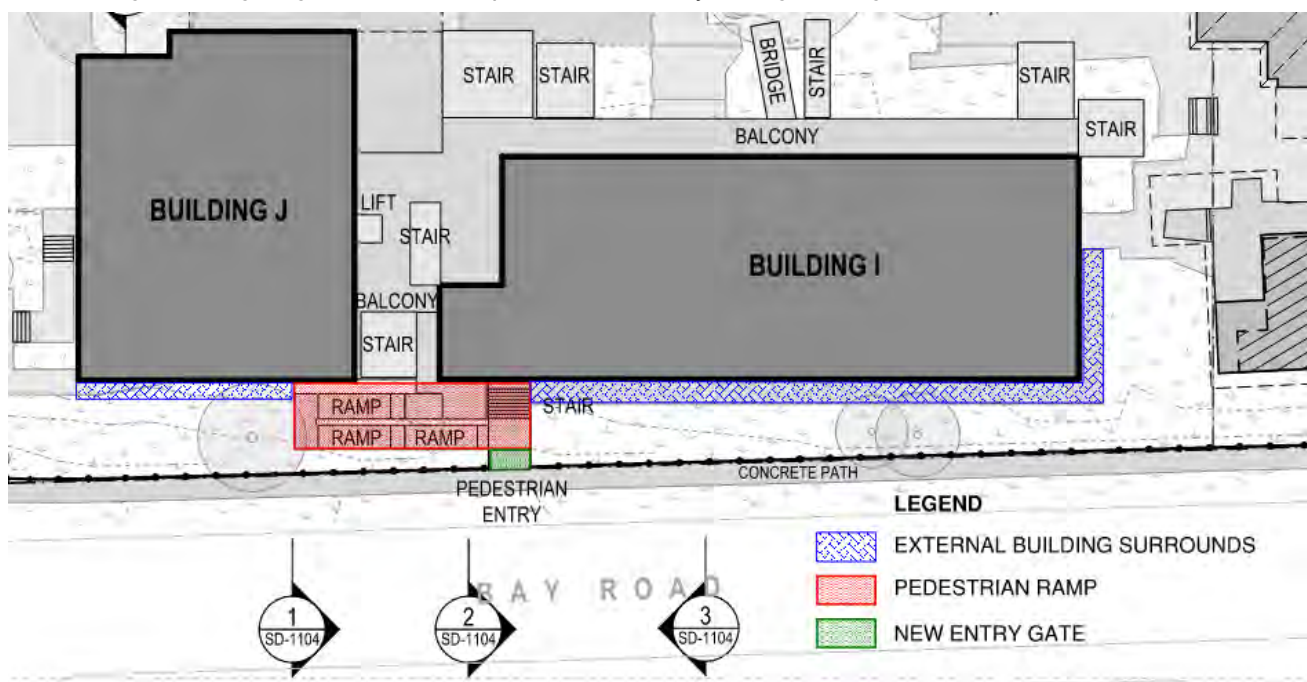 STAIR
STAIR
BRIDGE
STAIR
STAIR
STAIR
BALCONY
BUILDING J
LIFT
STAIR
BUILDING I
BALCONY
STAIR
RAMP
STAIR
RAMP
RAMP
CONCRETE PATH
PEDESTRIAN
ENTRY
LEGEND
EXTERNAL BUILDING SURROUNDS
PEDESTRIAN RAMP
NEW ENTRY GATE
BAY ROAD
1
SD-1104
2
SD-1104
3
SD-1104